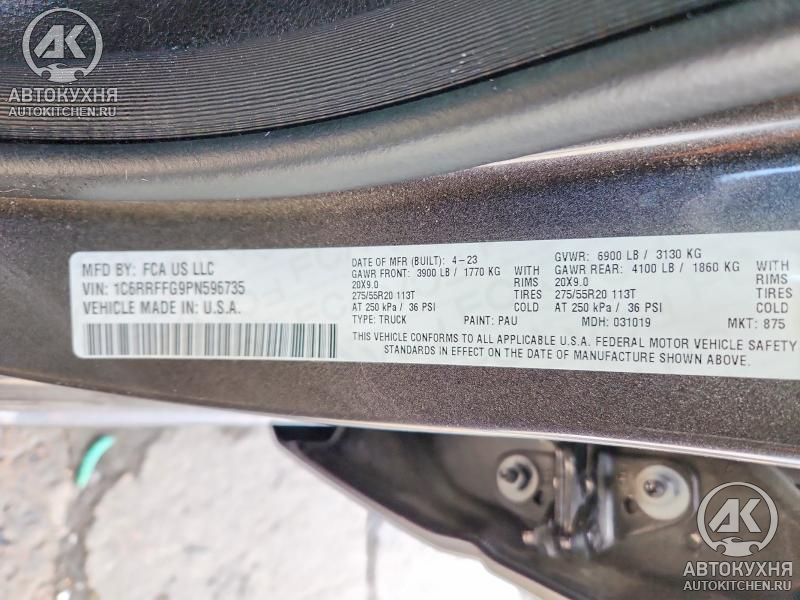 АК
АВТОКУХНЯ
AUTOKITCHEN.RU
MFD BY: FCA US LLC
VIN: 1C6RRFFG9PN596735
VEHICLE MADE IN U.S.A.
DATE OF MFR (BUILT): 4-23 GVWR: 6900 LB / 3130 KG
GAWR FRONT: 3900 LB / 1770 KG WITH GAWR REAR: 4100 LB / 1860 KG WITH
20X9.0 RIMS 20X9.0 RIMS
275/55R20 113T TIRES 275/55R20 113T TIRES
AT 250 kPa / 36 PSI COLD AT 250 kPa / 36 PSI COLD
TYPE: TRUCK PAINT: PAU MDH: 031019 MKT: 875
THIS VEHICLE CONFORMS TO ALL APPLICABLE U.S.A. FEDERAL MOTOR VEHICLE SAFETY
STANDARDS IN EFFECT ON THE DATE OF MANUFACTURE SHOWN ABOVE.
АК
АВТОКУХНЯ
AUTOKITCHEN.RU